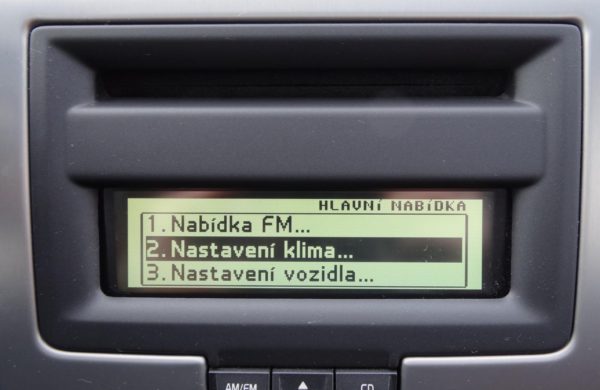 HLAVNÍ NABÍDKA
1. Nabídka FM...
2. Nastavení klima...
3. Nastavení vozidla...
AM/FM
CD